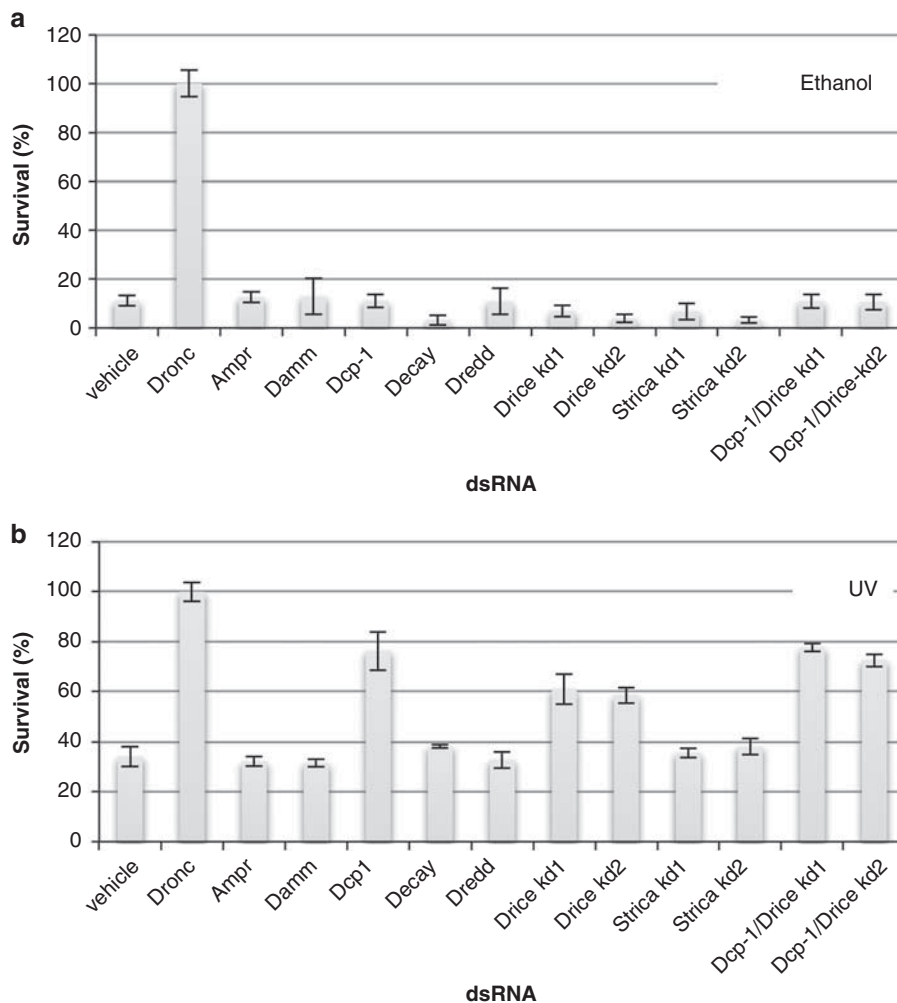 a
120
100
80
60
40
20
0
Survival (%)
Ethanol
vehicle
Dronc
Ampr
Damm
Dcp-1
Decay
Dredd
Drice kd1
Drice kd2
Strica kd1
Strica kd2
Dcp-1/Drice kd1
Dcp-1/Drice-kd2
dsRNA
b
120
100
80
60
40
20
0
Survival (%)
UV
vehicle
Dronc
Ampr
Damm
Dcp1
Decay
Dredd
Drice kd1
Drice kd2
Strica kd1
Strica kd2
Dcp-1/Drice kd1
Dcp-1/Drice kd2
dsRNA